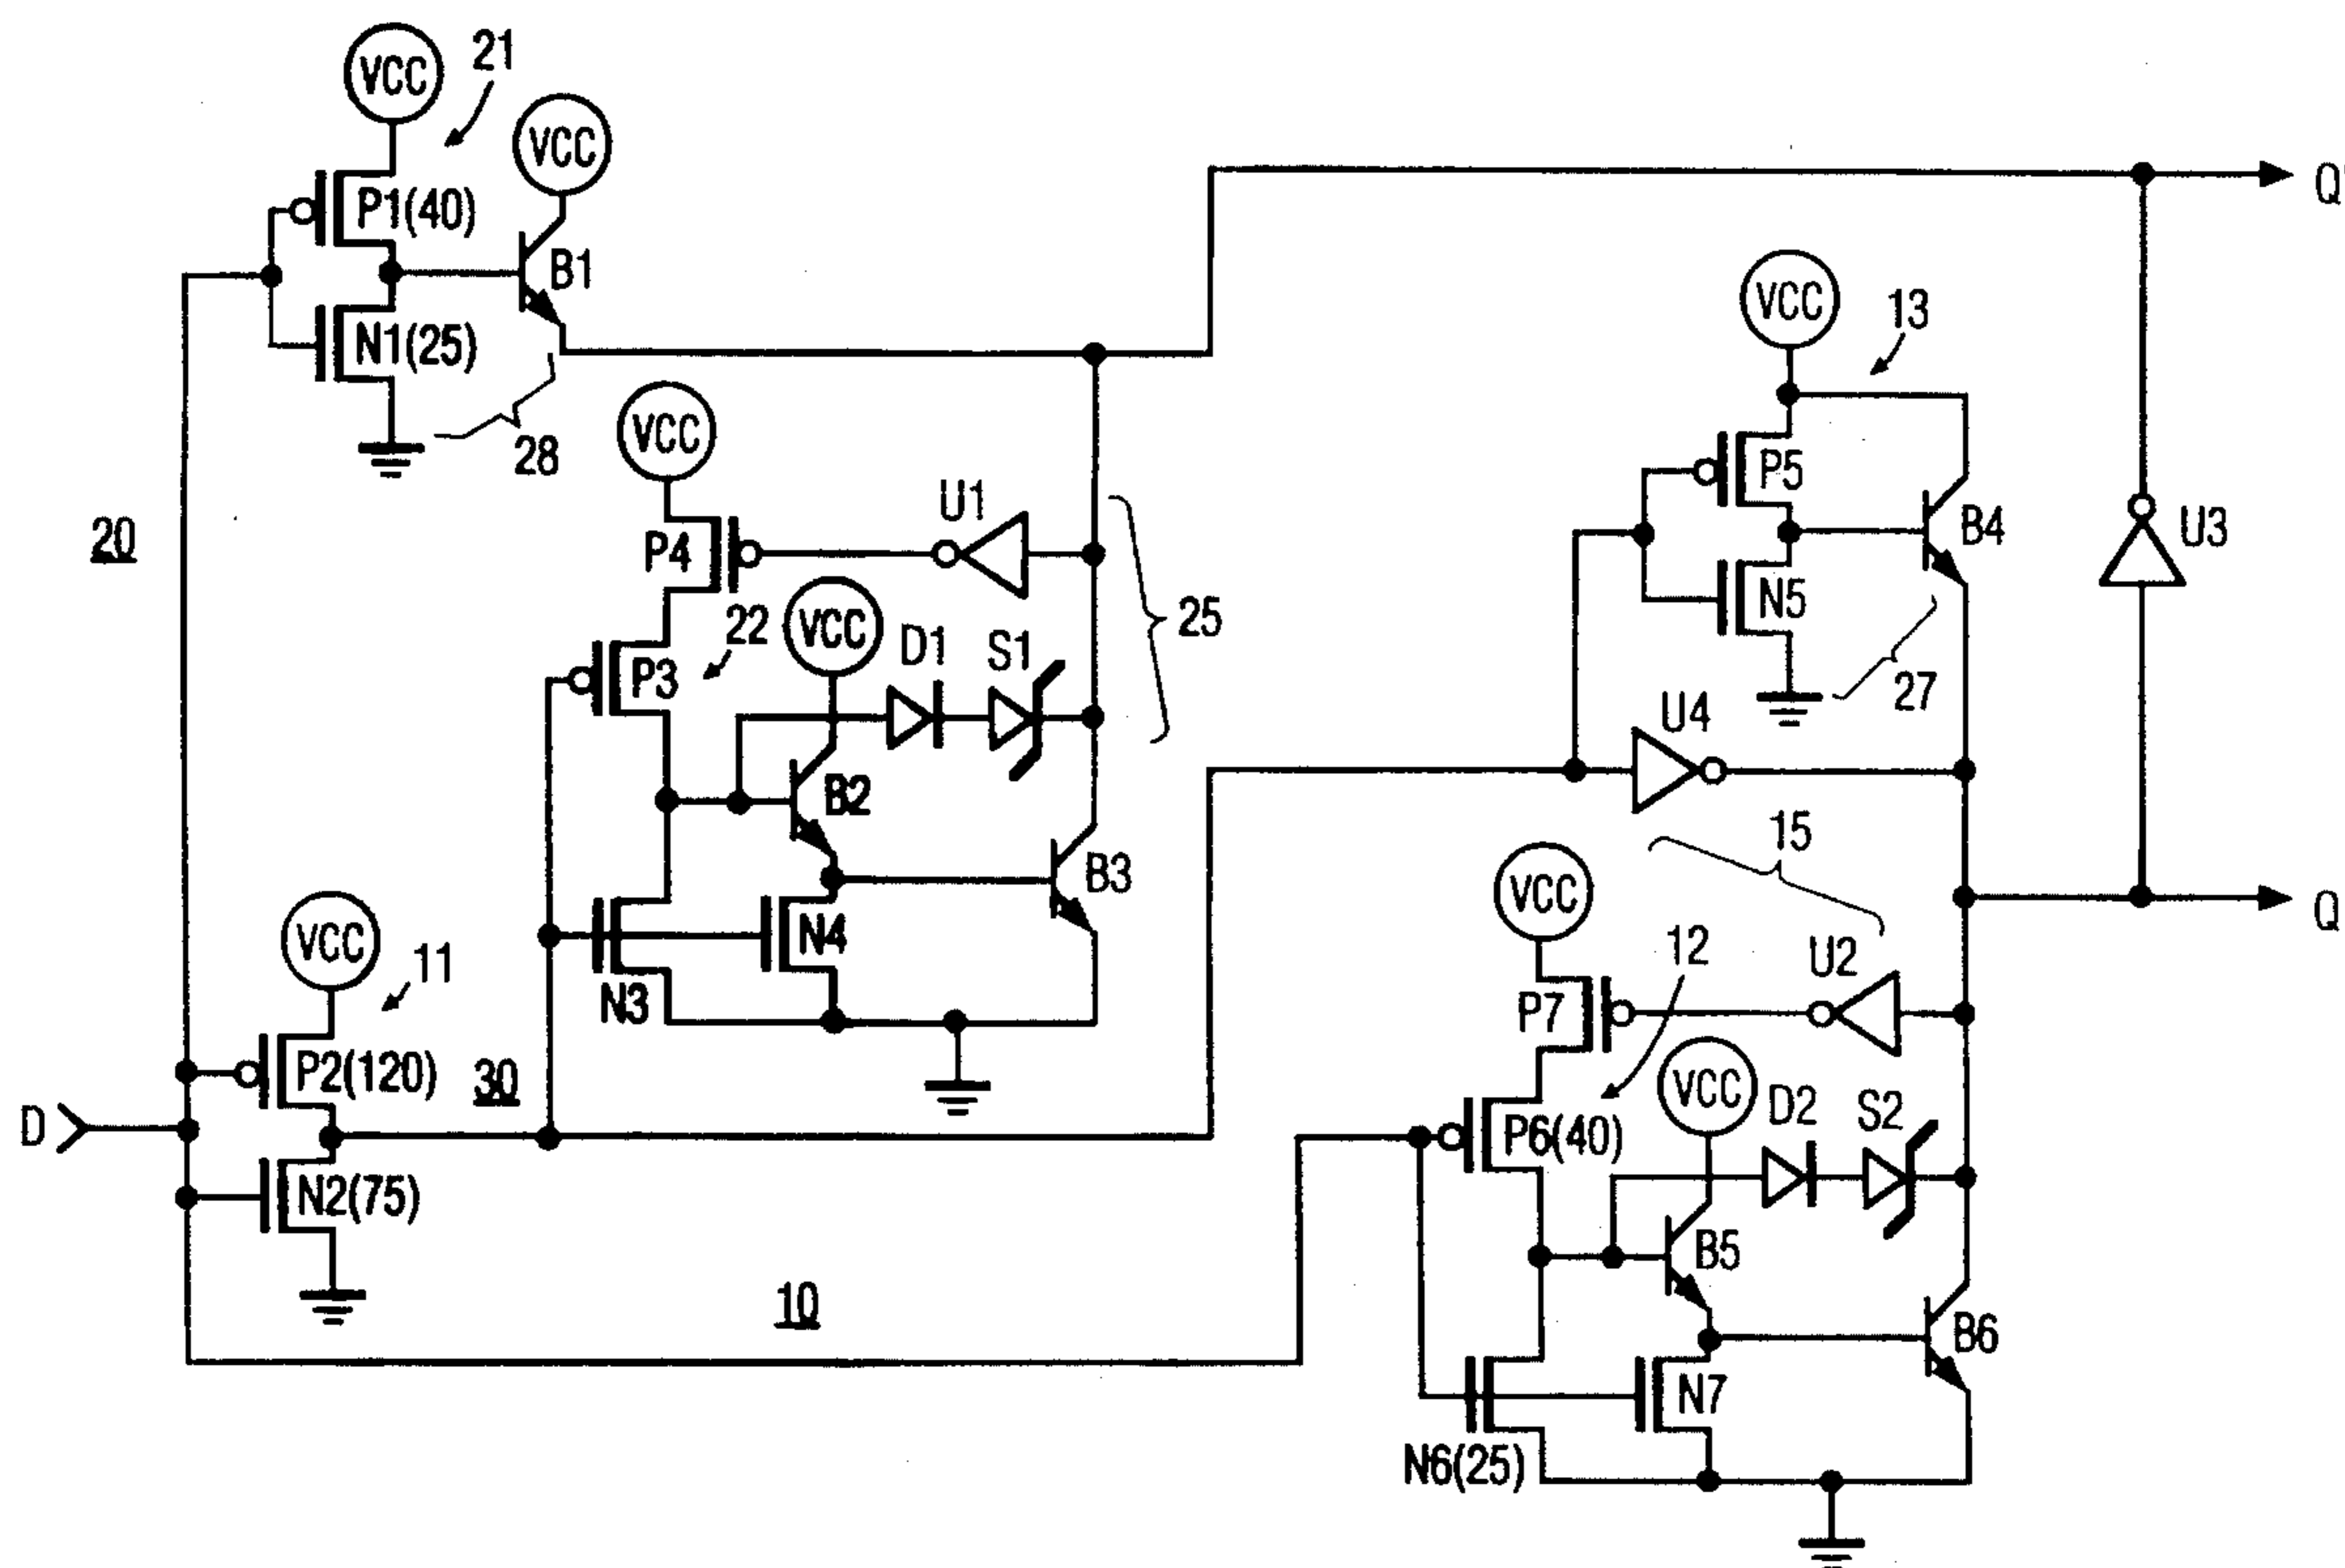 21
VCC
VCC
P1(40)
Q'
B1
N1(25)
VCC
13
28
VCC
P5
U1
B4
U3
20
P4
N5
25
VCC
D1
S1
22
P3
27
U4
B2
15
B3
VCC
Q
N4
VCC
12
U2
11
N3
P7
P2(120)
30
VCC
D2
S2
D
P6(40)
N2(75)
B5
10
B6
N7
N6(25)